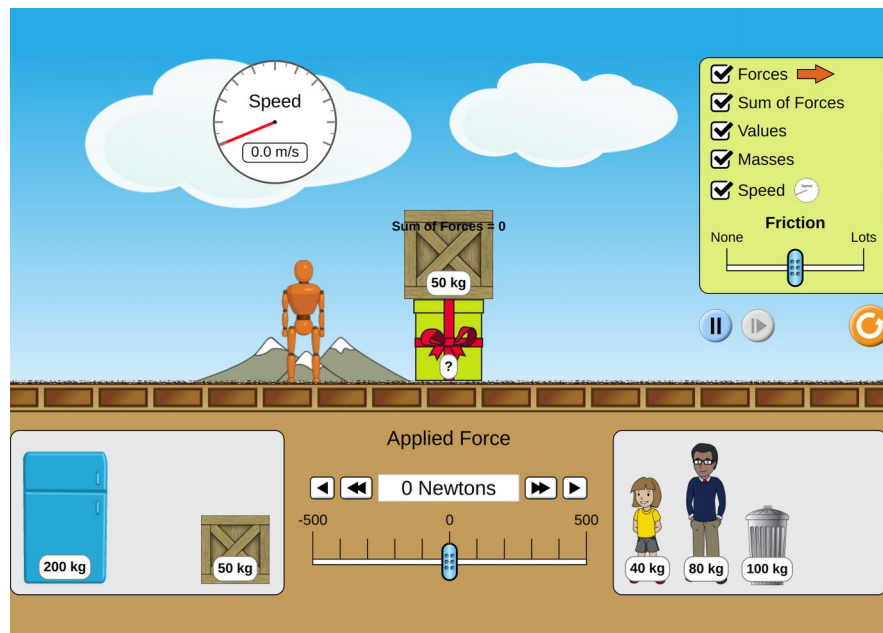 Speed
0.0 m/s
Forces
Sum of Forces
Values
Masses
Speed
Friction
None Lots
Sum of Forces = 0
50 kg
?
Applied Force
0 Newtons
-500 0 500
200 kg
50 kg
40 kg 80 kg 100 kg